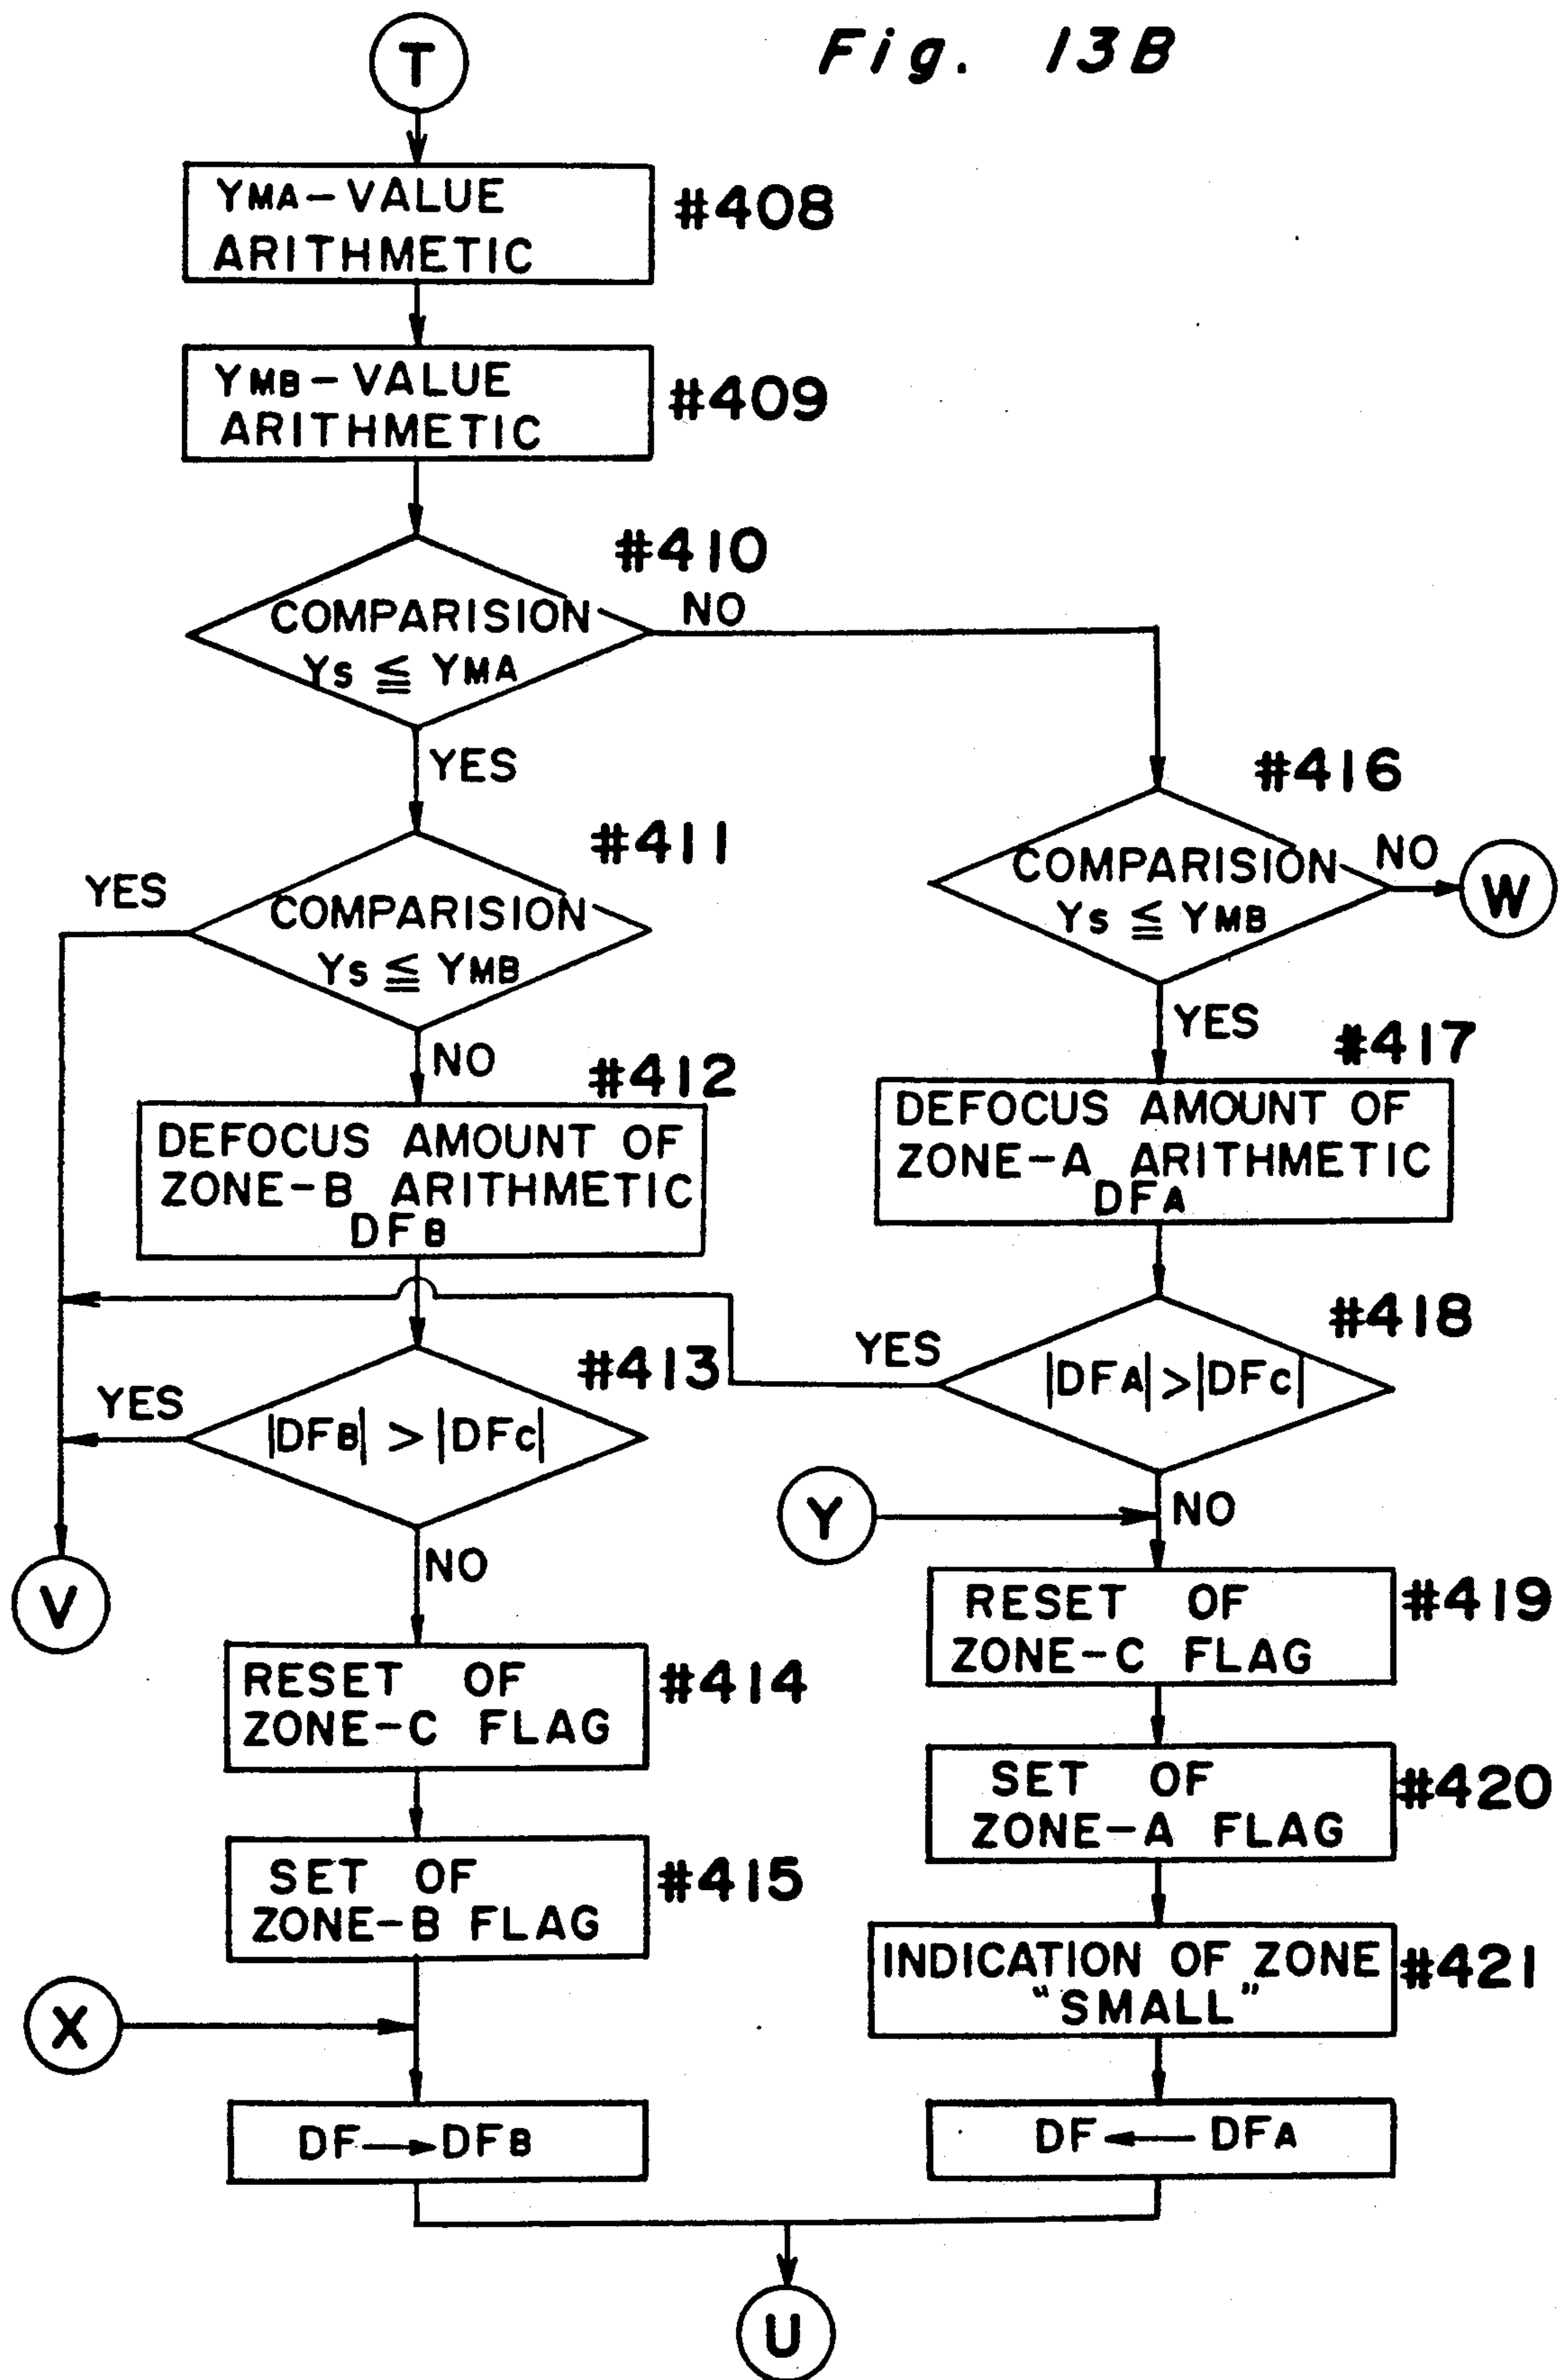 Fig. 13B
T
YMA-VALUE
ARITHMETIC
#408
YMB-VALUE
ARITHMETIC
#409
#410
COMPARISION
YS ≦ YMA
NO
YES
#411
COMPARISION
YS ≦ YMB
YES
NO
#412
DEFOCUS AMOUNT OF
ZONE-B ARITHMETIC
DFB
#413
|DFB| > |DFC|
YES
V
NO
RESET OF
ZONE-C FLAG
#414
SET OF
ZONE-B FLAG
#415
X
DF→DFB
#416
COMPARISION
YS ≦ YMB
NO
W
YES
#417
DEFOCUS AMOUNT OF
ZONE-A ARITHMETIC
DFA
#418
|DFA|>|DFC|
YES
Y
NO
RESET OF
ZONE-C FLAG
#419
SET OF
ZONE-A FLAG
#420
INDICATION OF ZONE
"SMALL"
#421
DF←DFA
U